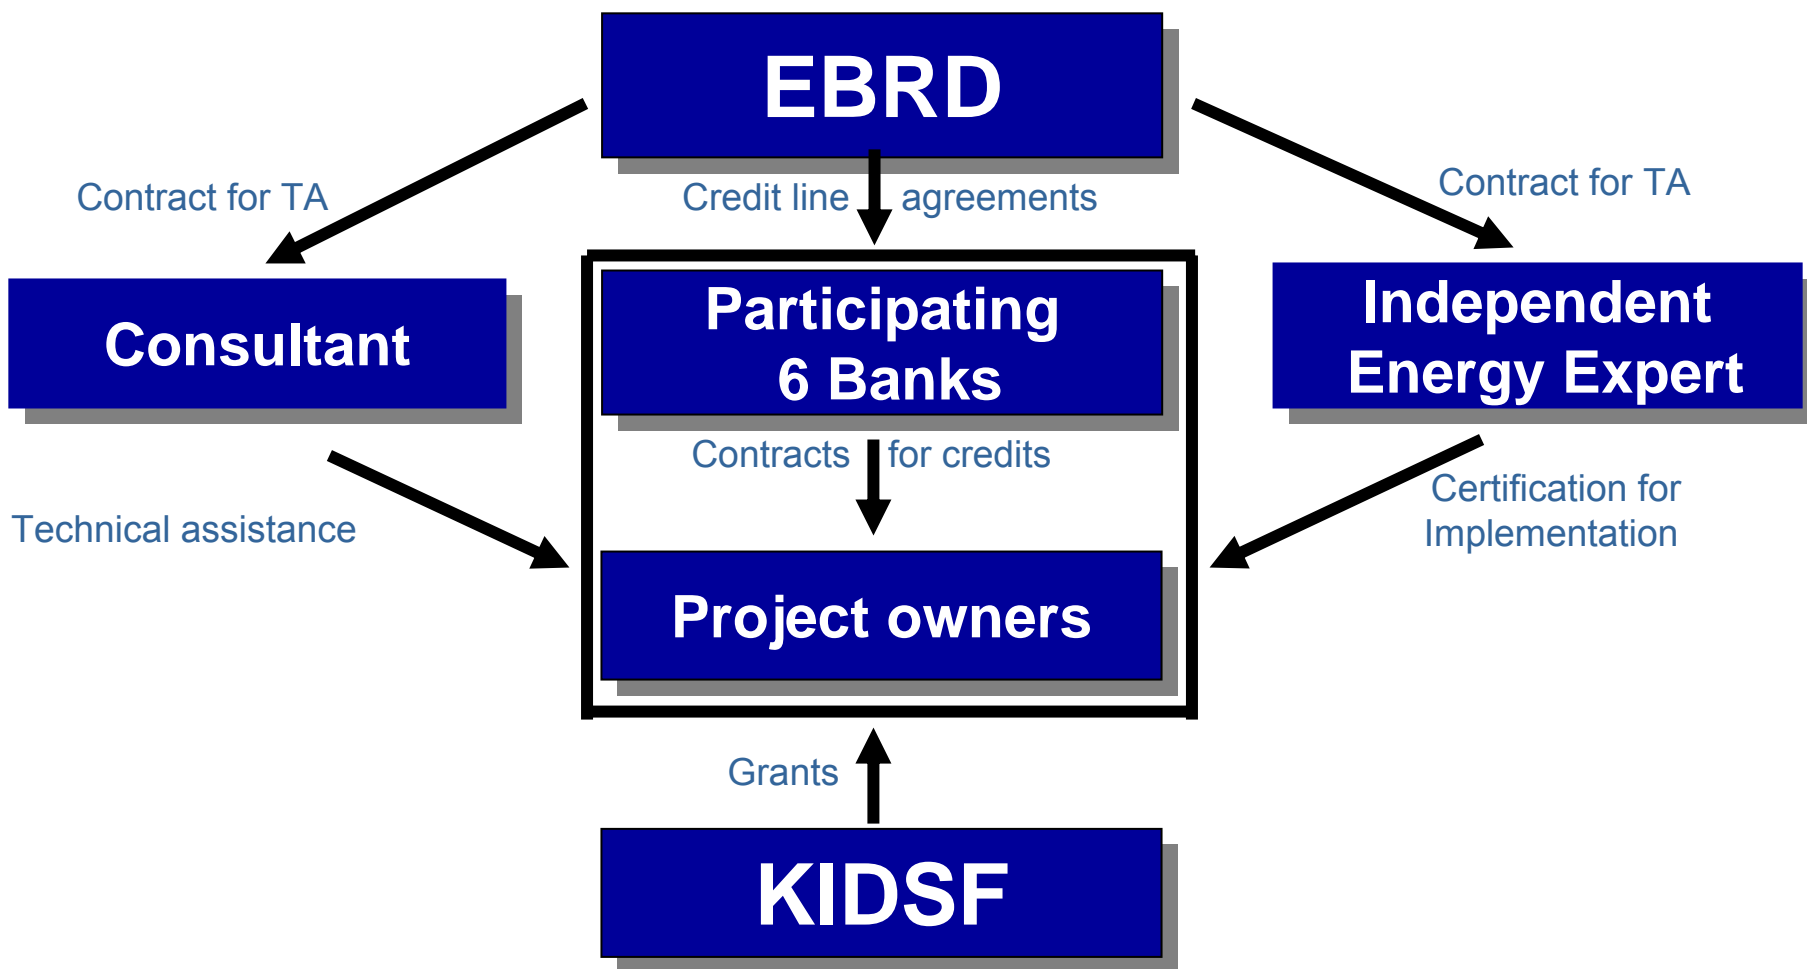 EBRD
Contract for TA
Credit line agreements
Contract for TA
Consultant
Participating
6 Banks
Independent
Energy Expert
Contracts for credits
Technical assistance
Certification for
Implementation
Project owners
Grants
KIDSF